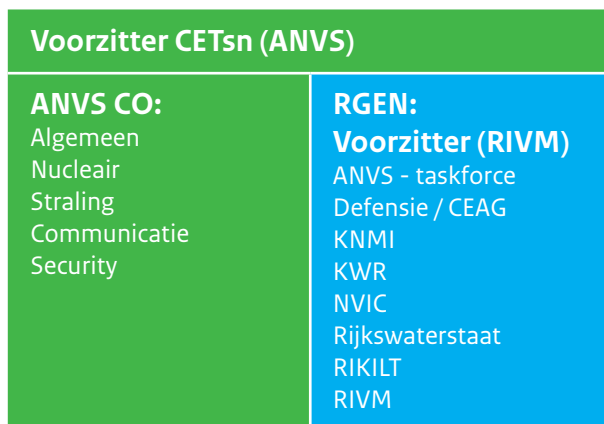 Voorzitter CETsn (ANVS)
ANVS CO:
Algemeen
Nucleair
Straling
Communicatie
Security
RGEN:
Voorzitter (RIVM)
ANVS - taskforce
Defensie / CEAG
KNMI
KWR
NVIC
Rijkswaterstaat
RIKILT
RIVM